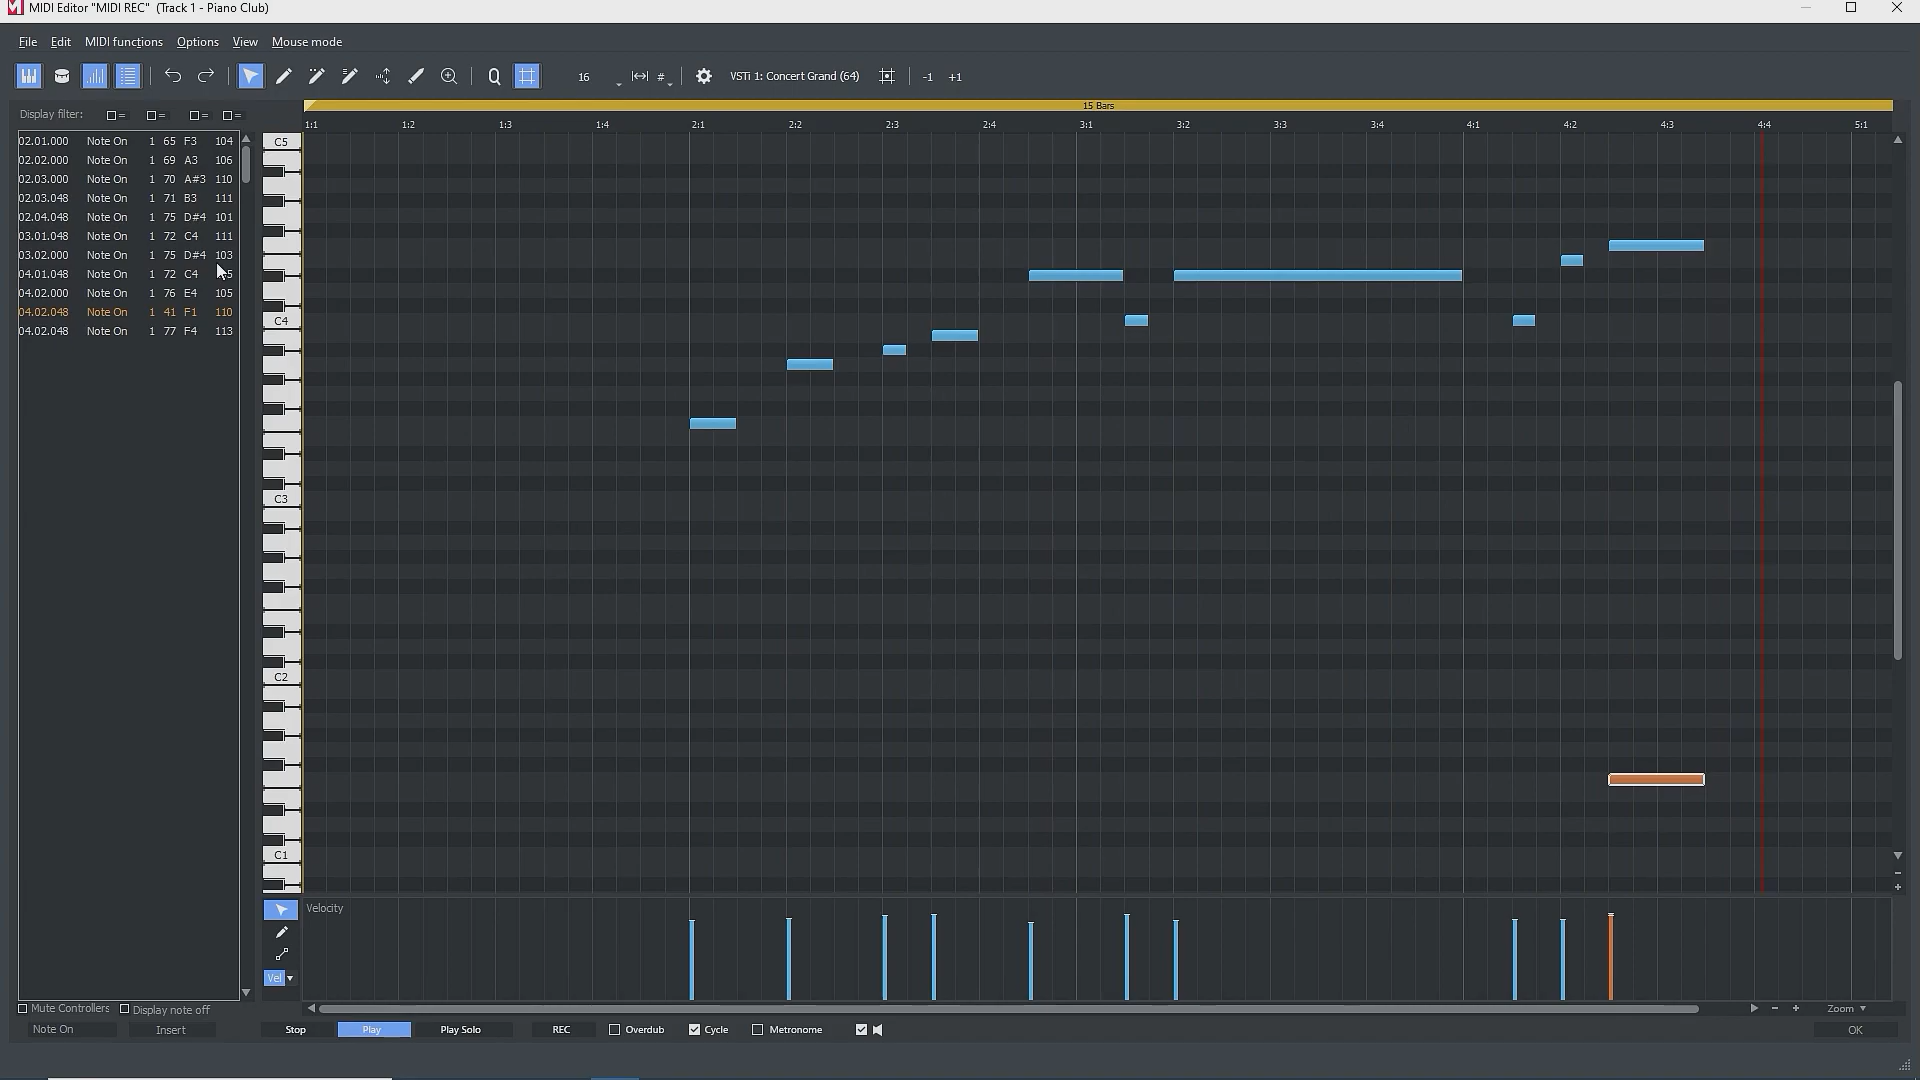 MIDI Editor "MIDI REC"  (Track 1 - Piano Club)
File Edit MIDI functions Options View Mouse mode
16 # VSTi 1: Concert Grand (64) -1 +1
Display filter: = = = =
15 Bars
1:1 1:2 1:3 1:4 2:1 2:2 2:3 2:4 3:1 3:2 3:3 3:4 4:1 4:2 4:3 4:4 5:1
02.01.000 Note On 1 65 F3 104
02.02.000 Note On 1 69 A3 106
02.03.000 Note On 1 70 A#3 110
02.03.048 Note On 1 71 B3 111
02.04.048 Note On 1 75 D#4 101
03.01.048 Note On 1 72 C4 111
03.02.000 Note On 1 75 D#4 103
04.01.048 Note On 1 72 C4
04.02.000 Note On 1 76 E4 105
04.02.048 Note On 1 41 F1 110
04.02.048 Note On 1 77 F4 113
C5
C4
C3
C2
C1
Velocity
Vel
Mute Controllers Display note off
Zoom
Note On Insert Stop Play Play Solo REC Overdub Cycle Metronome OK